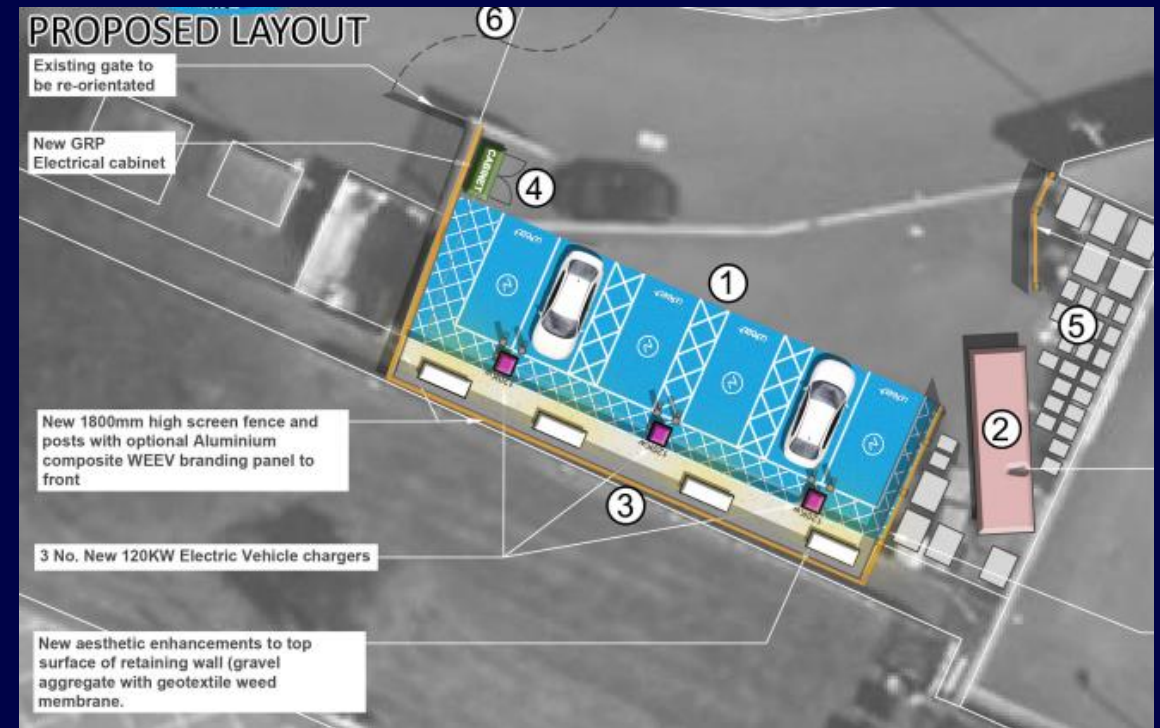 PROPOSED LAYOUT
6
Existing gate to
be re-orientated
New GRP
Electrical cabinet
CABINET
4
1
5
2
3
New 1800mm high screen fence and
posts with optional Aluminium
composite WEEV branding panel to
front
3 No. New 120KW Electric Vehicle chargers
120KW
120KW
120KW
New aesthetic enhancements to top
surface of retaining wall (gravel
aggregate with geotextile weed
membrane.